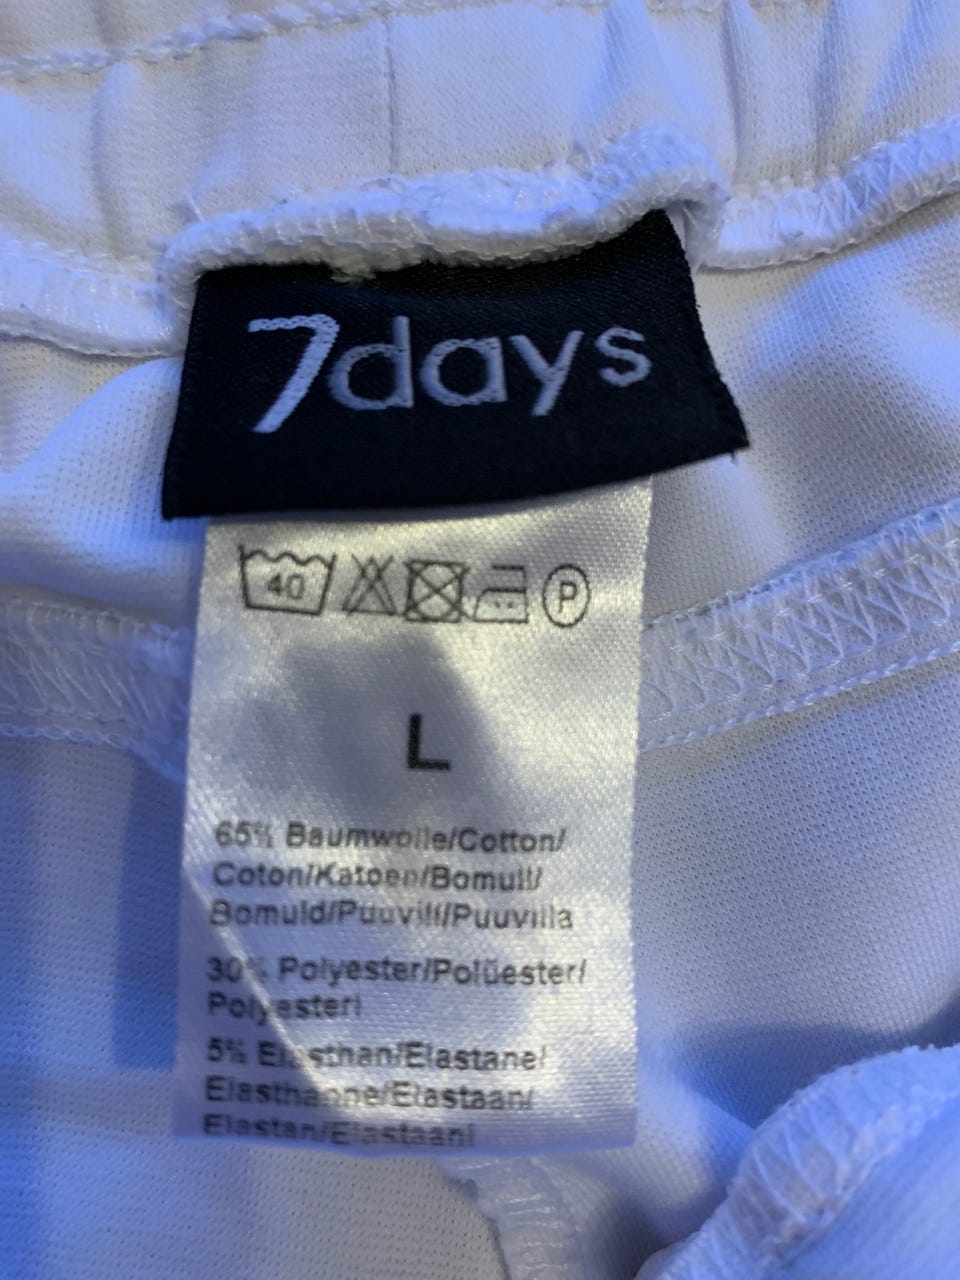 7days
40 P
L
65% Baumwolle/Cotton/
Coton/Katoen/Bomull/
Bomuld/Puuvill/Puuvilla
30% Polyester/Polüester/
Polyesteri
5% Elasthan/Elastane/
Elasthanne/Elastaan/
Elastan/Elastaani